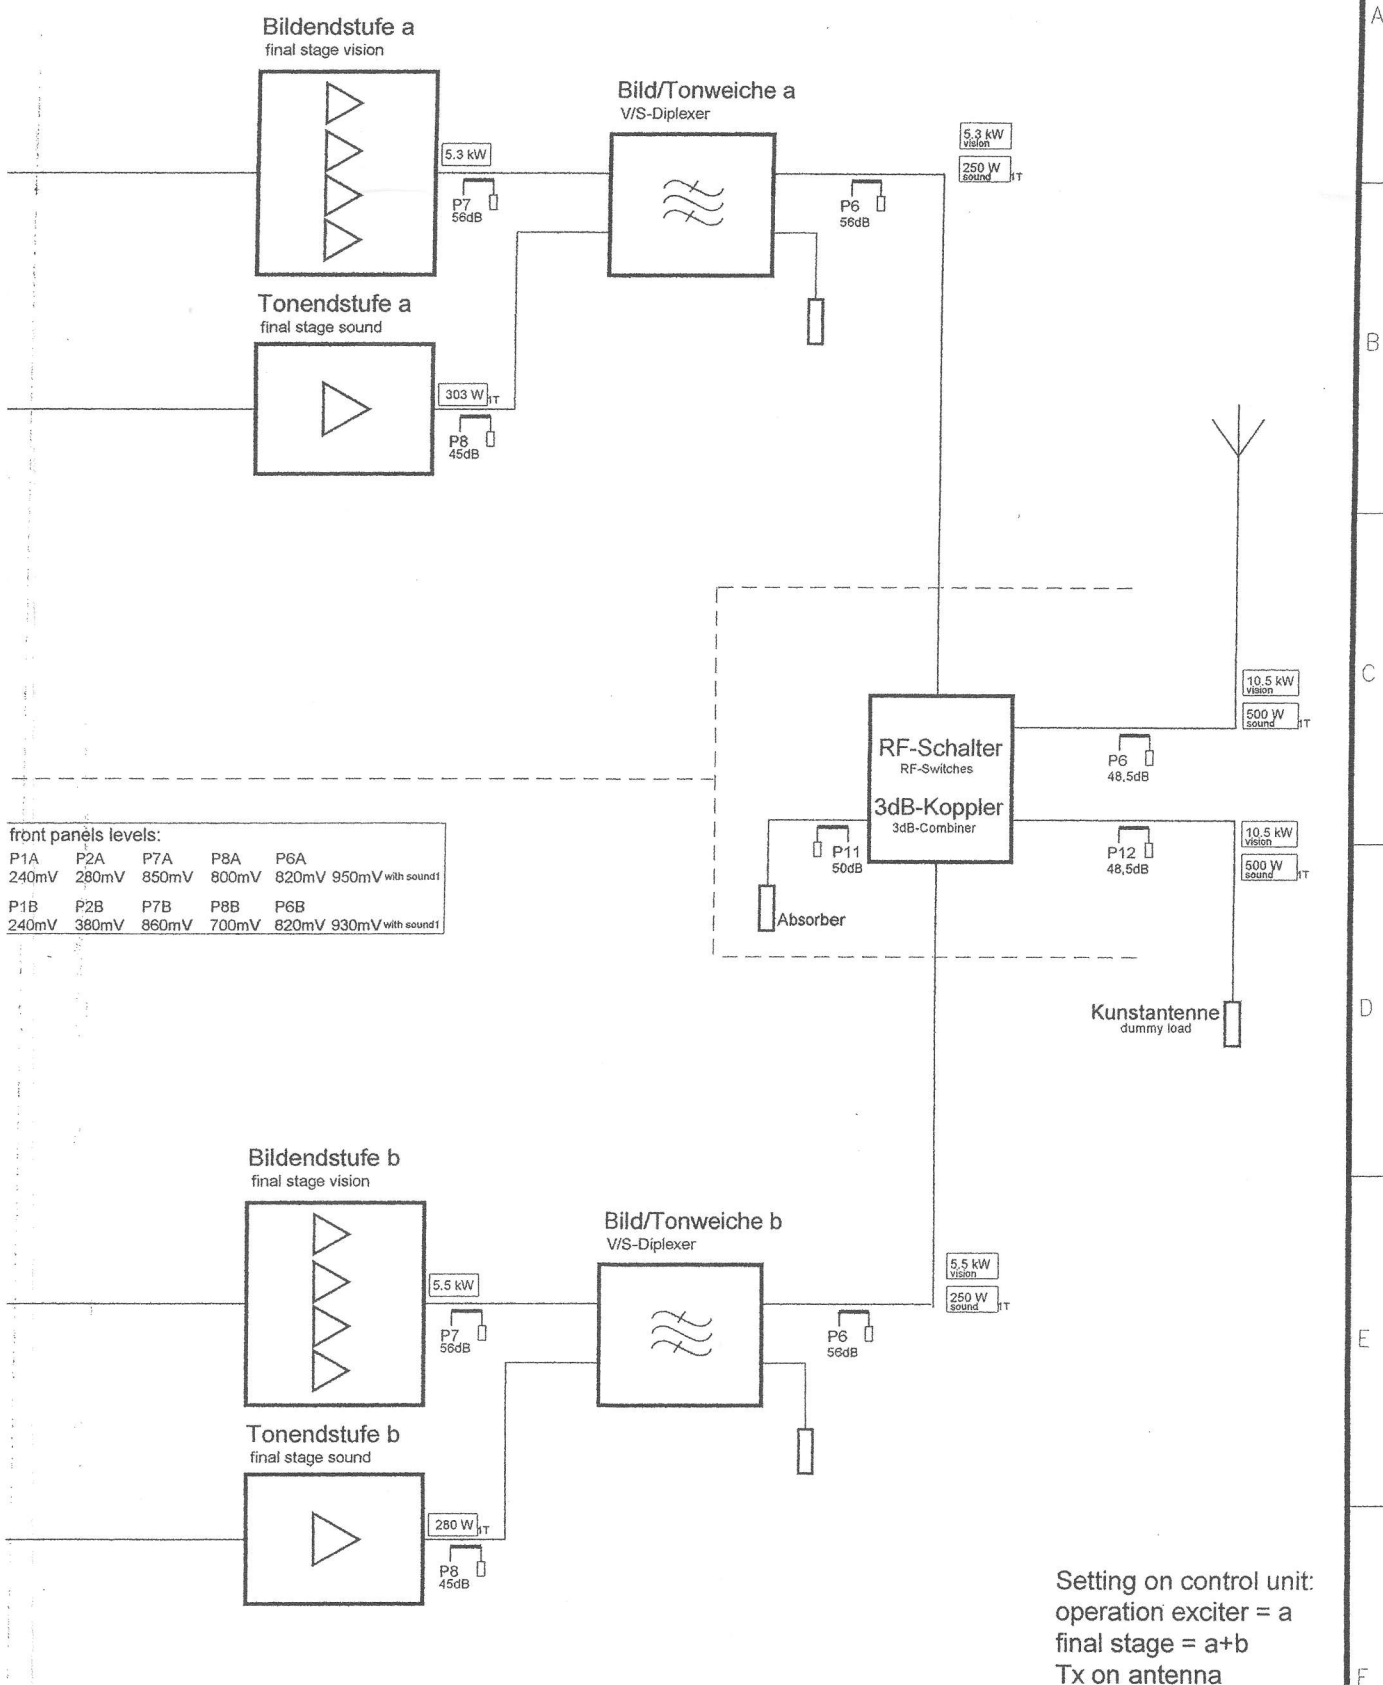 A
Bildendstufe a
final stage vision
5.3 kW
P7
56dB
Bild/Tonweiche a
V/S-Diplexer
P6
56dB
5.3 kW
vision
250 W
sound 1T
Tonendstufe a
final stage sound
303 W 1T
P8
45dB
B
C
10.5 kW
vision
500 W
sound 1T
P6
48,5dB
RF-Schalter
RF-Switches
3dB-Koppler
3dB-Combiner
P11
50dB
Absorber
P12
48,5dB
10.5 kW
vision
500 W
sound 1T
front panels levels:
P1A P2A P7A P8A P6A
240mV 280mV 850mV 800mV 820mV 950mV with sound1
P1B P2B P7B P8B P6B
240mV 380mV 860mV 700mV 820mV 930mV with sound1
Kunstantenne
dummy load
D
Bildendstufe b
final stage vision
5.5 kW
P7
56dB
Bild/Tonweiche b
V/S-Diplexer
P6
56dB
5.5 kW
vision
250 W
sound 1T
E
Tonendstufe b
final stage sound
280 W 1T
P8
45dB
Setting on control unit:
operation exciter = a
final stage = a+b
Tx on antenna
F